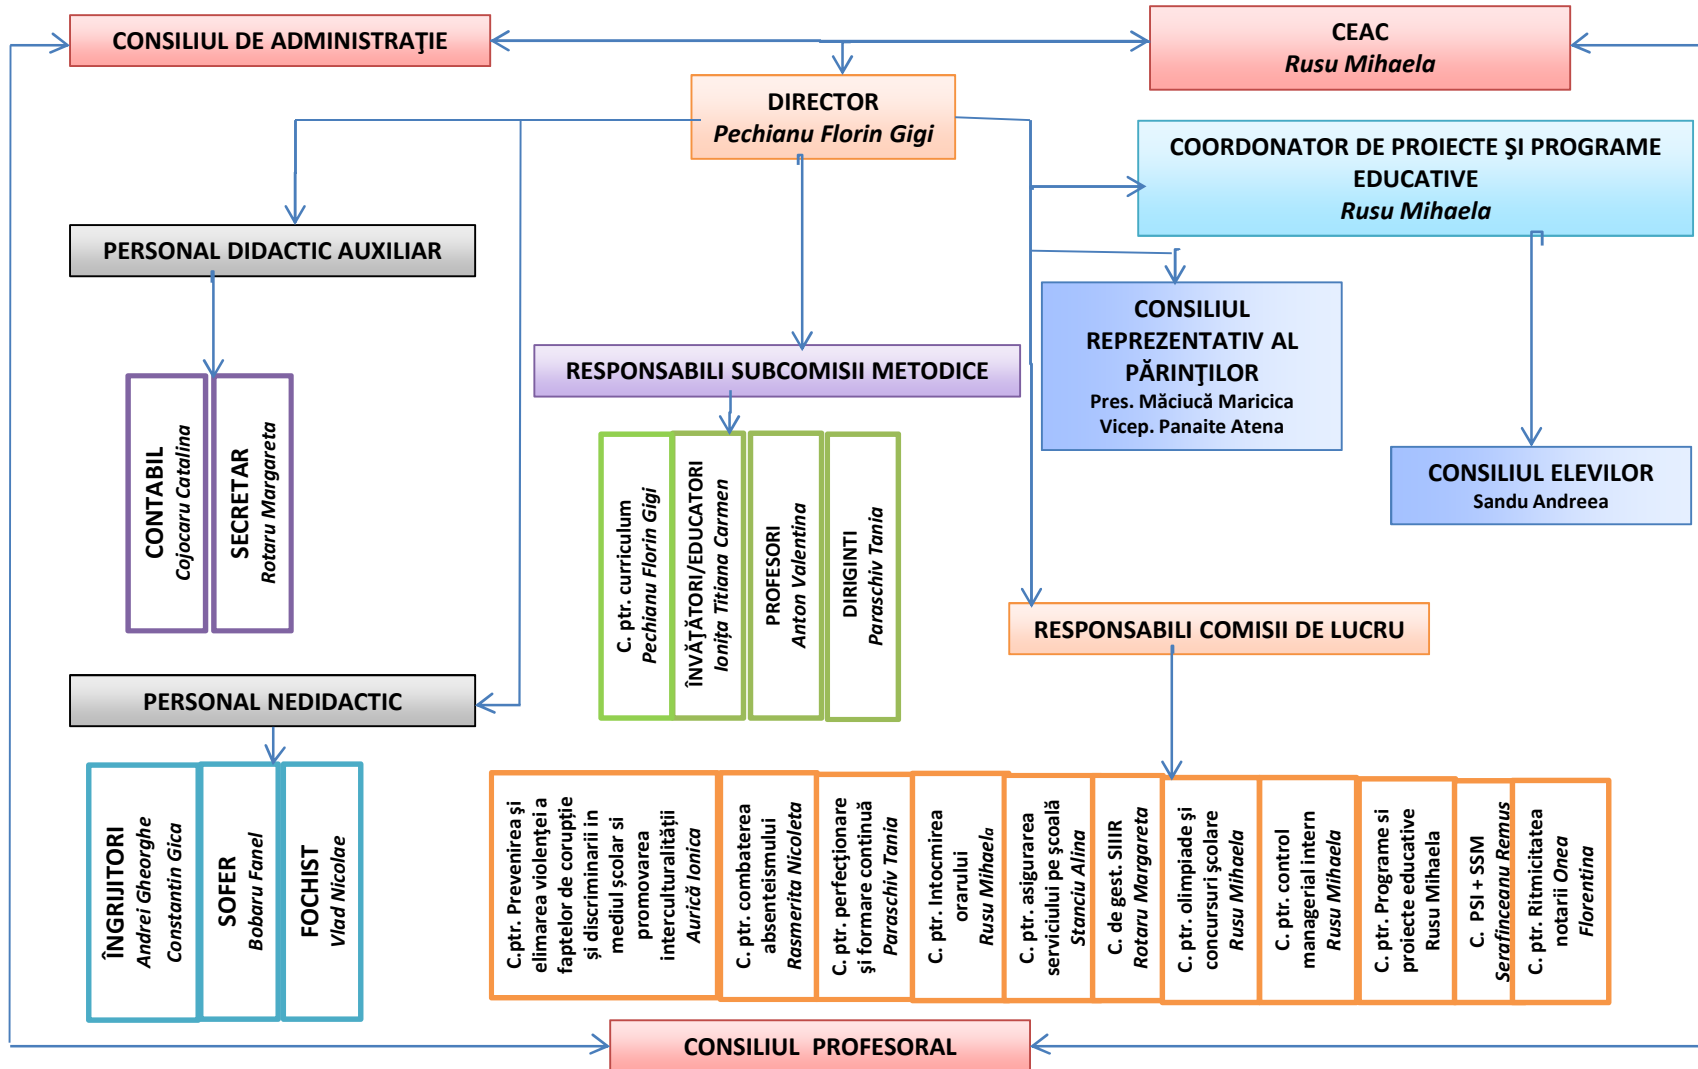 CONSILIUL DE ADMINISTRAŢIE
CEAC
Rusu Mihaela
DIRECTOR
Pechianu Florin Gigi
COORDONATOR DE PROIECTE ŞI PROGRAME
EDUCATIVE
Rusu Mihaela
PERSONAL DIDACTIC AUXILIAR
CONSILIUL
REPREZENTATIV AL
PĂRINŢILOR
Pres. Măciucă Maricica
Vicep. Panaite Atena
RESPONSABILI SUBCOMISII METODICE
CONTABIL
Cojocaru Catalina
SECRETAR
Rotaru Margareta
C. ptr. curriculum
Pechianu Florin Gigi
ÎNVĂŢĂTORI/EDUCATORI
Ionița Titiana Carmen
PROFESORI
Anton Valentina
DIRIGINTI
Paraschiv Tania
CONSILIUL ELEVILOR
Sandu Andreea
RESPONSABILI COMISII DE LUCRU
PERSONAL NEDIDACTIC
ÎNGRIJITORI
Andrei Gheorghe
Constantin Gica
SOFER
Bobaru Fanel
FOCHIST
Vlad Nicolae
C.ptr. Prevenirea şi
elimarea violenţei a
faptelor de corupție
și discriminarii in
mediul şcolar si
promovarea
interculturalității
Aurică Ionica
C. ptr. combaterea
absenteismului
Rasmerita Nicoleta
C. ptr. perfecţionare
şi formare continuă
Paraschiv Tania
C. ptr. Intocmirea
orarului
Rusu Mihaela
C. ptr. asigurarea
serviciului pe şcoală
Stanciu Alina
C. de gest. SIIIR
Rotaru Margareta
C. ptr. olimpiade şi
concursuri şcolare
Rusu Mihaela
C. ptr control
managerial intern
Rusu Mihaela
C. ptr. Programe si
proiecte educative
Rusu Mihaela
C. PSI + SSM
Serafinceanu Remus
C. ptr. Ritmicitatea
notarii Onea
Florentina
CONSILIUL PROFESORAL